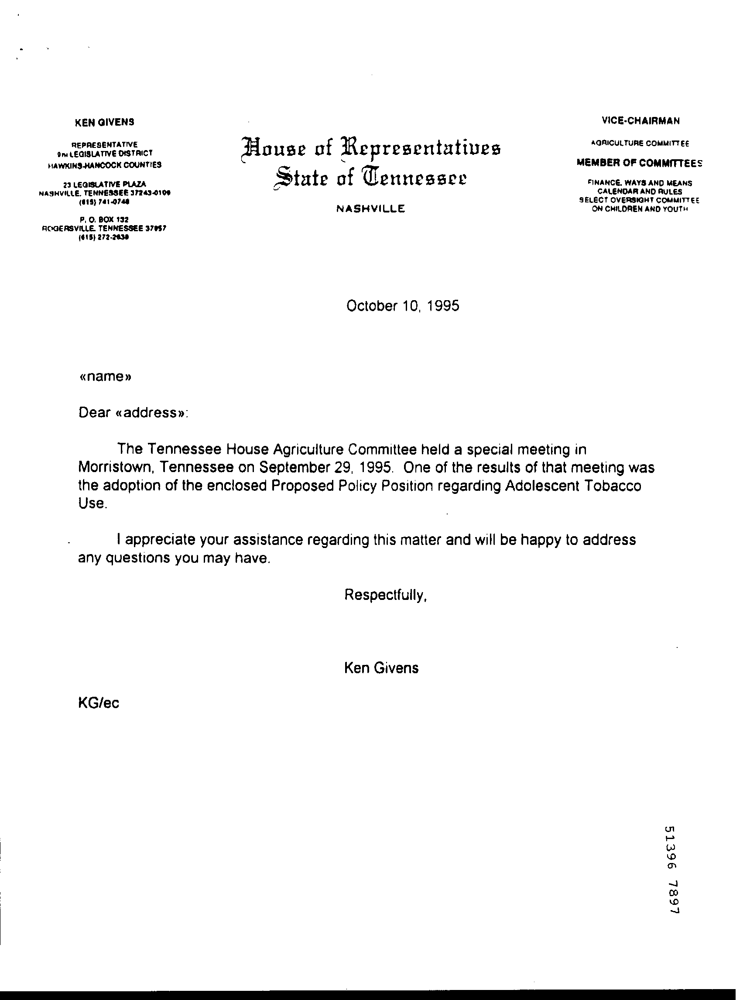 KEN GIVENS
REPRESENTATIVE
9TH LEGISLATIVE DISTRICT
HAWKINS-HANCOCK COUNTIES
23 LEGISLATIVE PLAZA
NASHVILLE, TENNESSEE 37243-0109
(615) 741-0748
P. O. BOX 132
ROGERSVILLE, TENNESSEE 37857
(615) 272-2638
House of Representatives
State of Tennessee
NASHVILLE
VICE-CHAIRMAN
AGRICULTURE COMMITTEE
MEMBER OF COMMITTEES
FINANCE, WAYS AND MEANS
CALENDAR AND RULES
SELECT OVERSIGHT COMMITTEE
ON CHILDREN AND YOUTH
October 10, 1995
«name»
Dear «address»:
The Tennessee House Agriculture Committee held a special meeting in
Morristown, Tennessee on September 29, 1995. One of the results of that meeting was
the adoption of the enclosed Proposed Policy Position regarding Adolescent Tobacco
Use.
I appreciate your assistance regarding this matter and will be happy to address
any questions you may have.
Respectfully,
Ken Givens
KG/ec
51396 7897